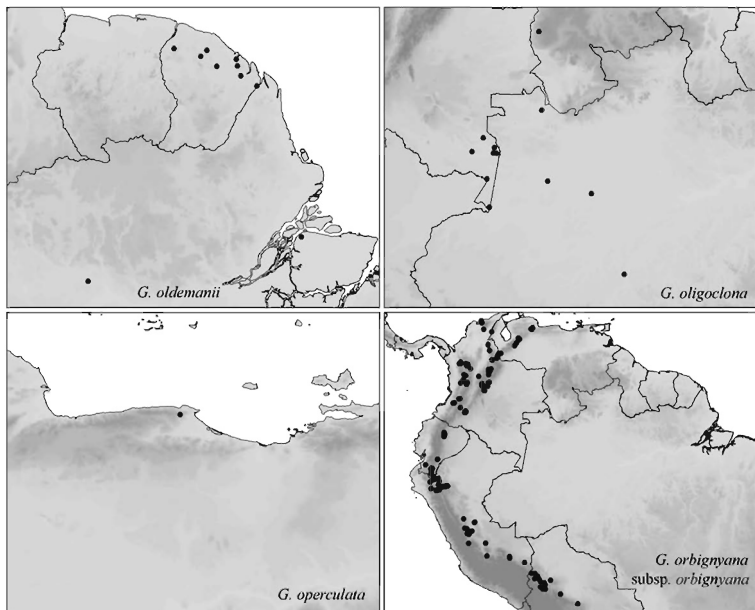 G. oldemanii
G. oligoclona
G. operculata
G. orbignyana
subsp. orbignyana